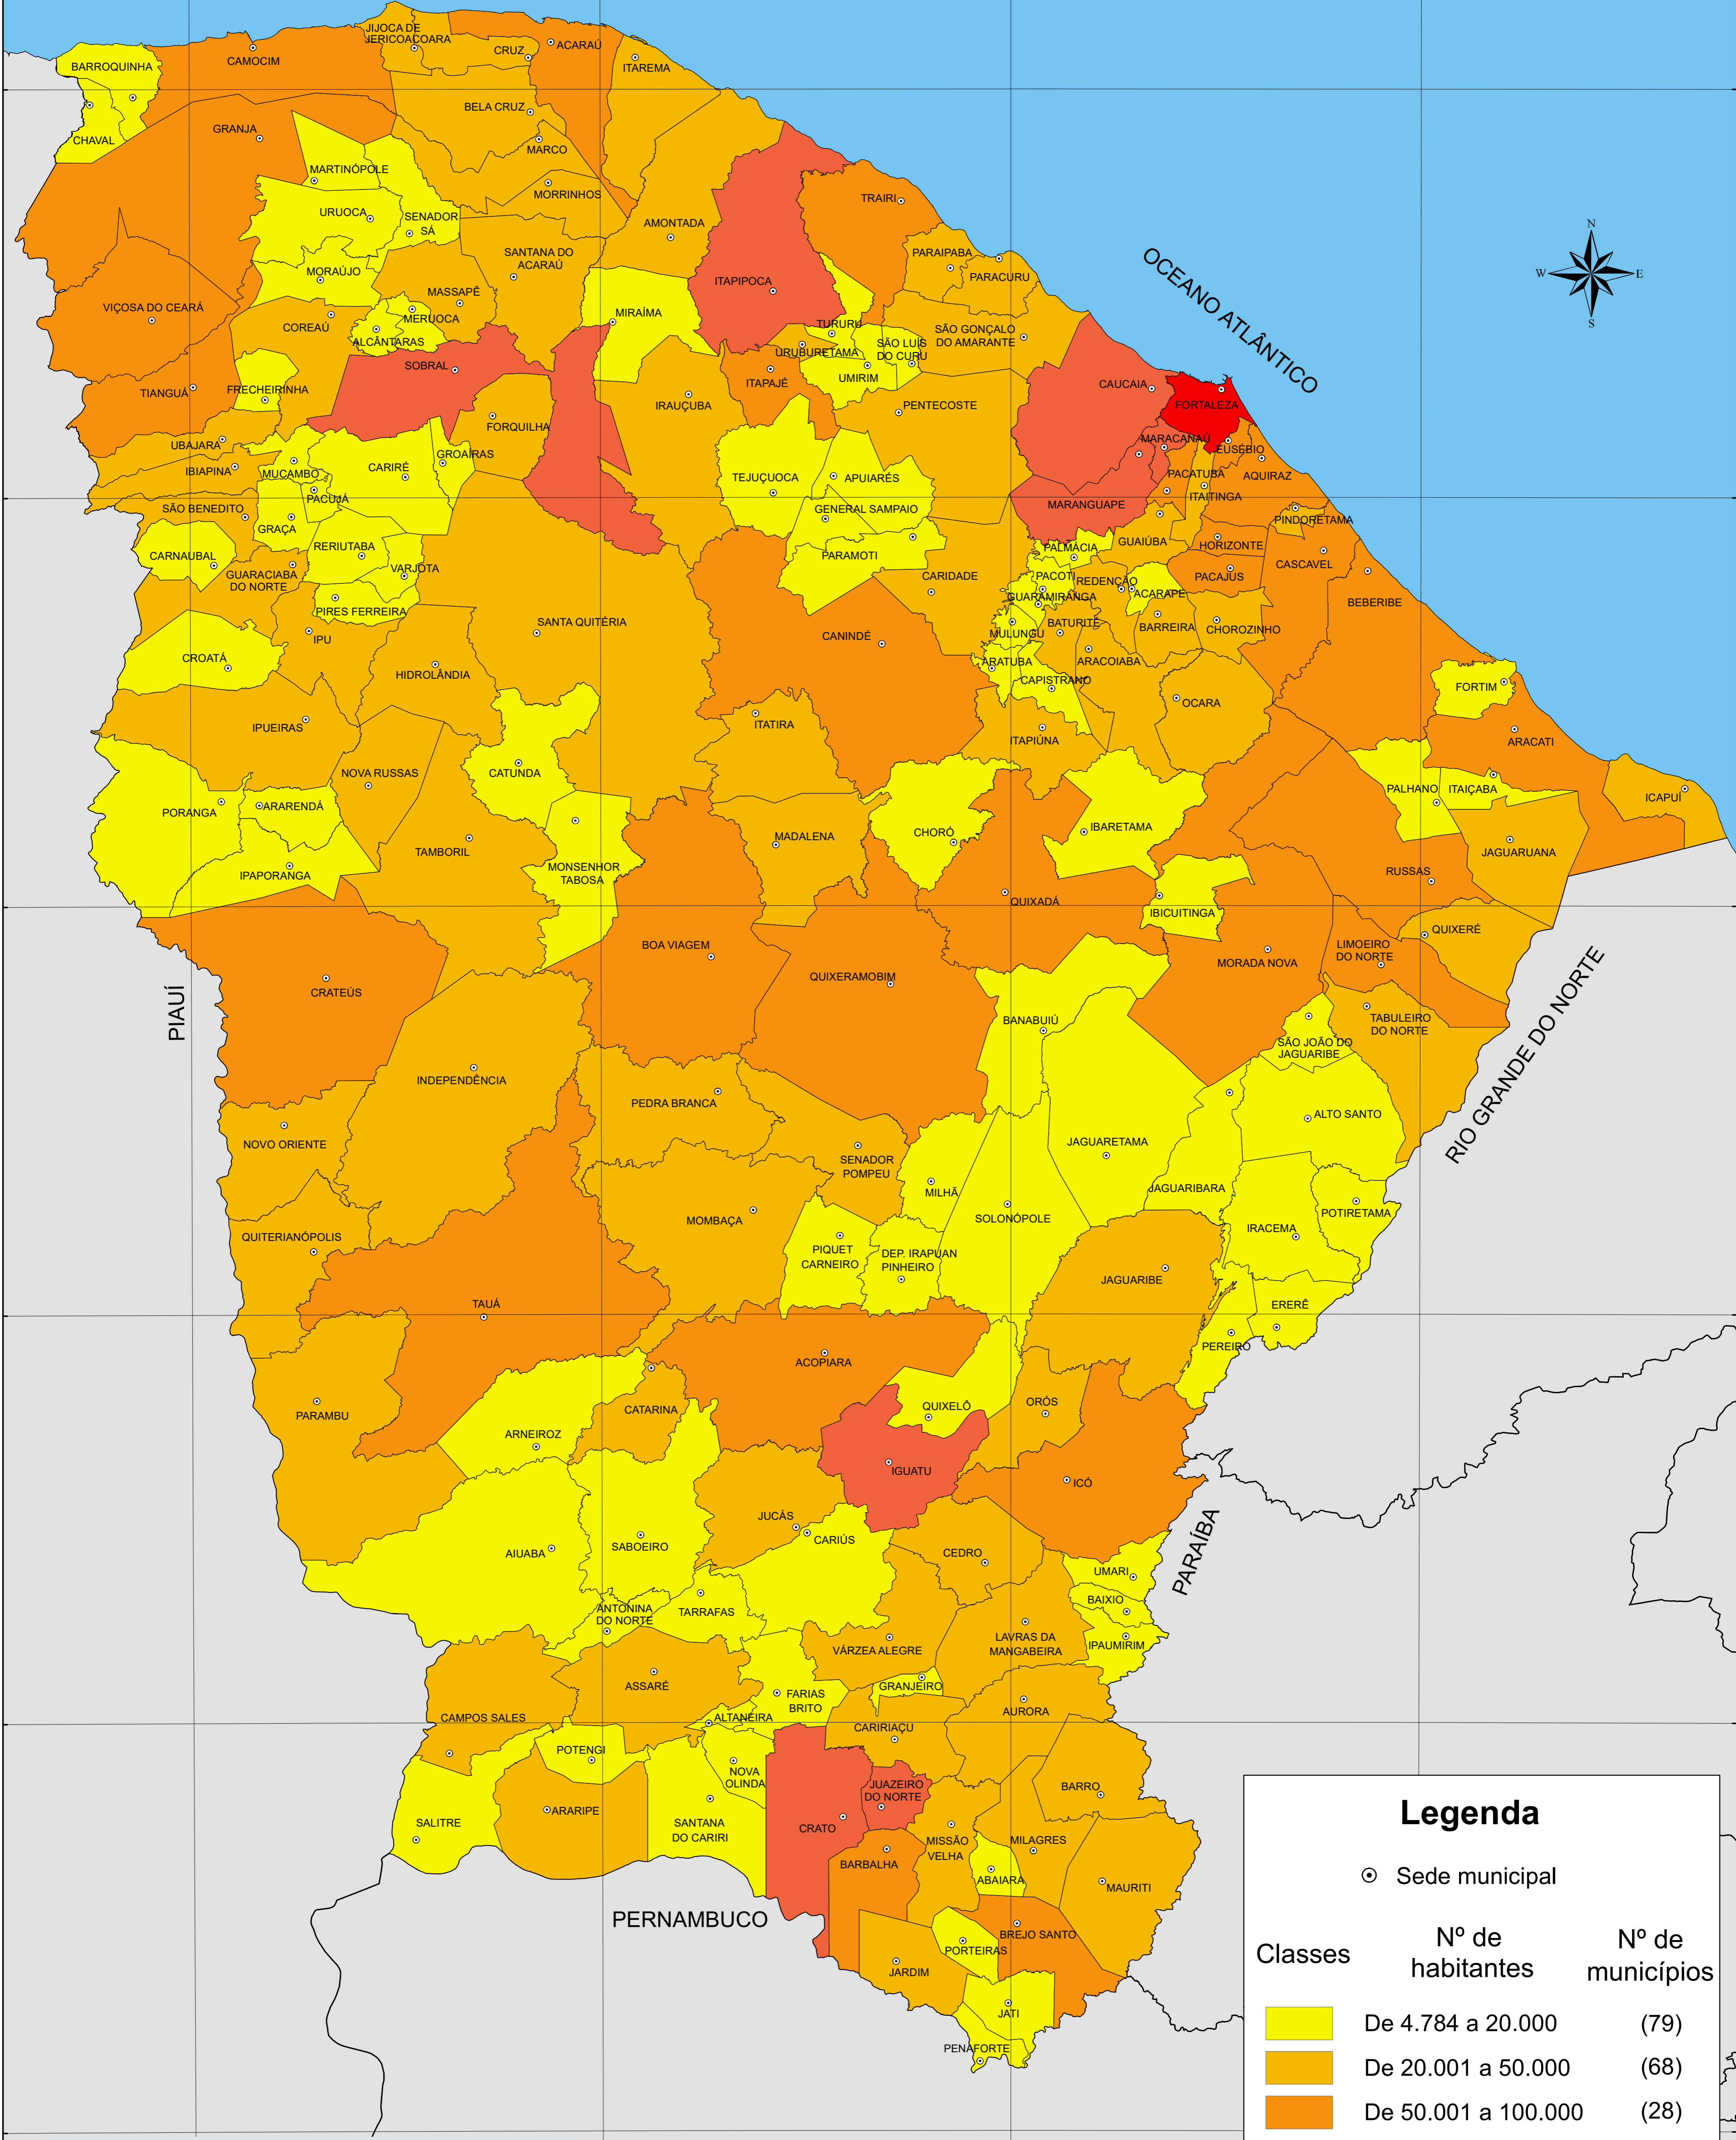 JIJOCA DE
JERICOACOARA
CRUZ
ACARAÚ
ITAREMA
BARROQUINHA
CAMOCIM
BELA CRUZ
GRANJA
CHAVAL
MARCO
MARTINÓPOLE
MORRINHOS
TRAIRI
URUOCA
SENADOR
SÁ
AMONTADA
N
W
E
S
OCEANO ATLÂNTICO
SANTANA DO
ACARAÚ
PARAIPABA
PARACURU
MORAÚJO
ITAPIPOCA
MASSAPÊ
VIÇOSA DO CEARÁ
MIRAÍMA
MERUOCA
COREAÚ
TURURU
SÃO GONÇALO
DO AMARANTE
ALCÂNTARAS
SÃO LUÍS
DO CURU
URUBURETAMA
SOBRAL
UMIRIM
ITAPAJÉ
CAUCAIA
TIANGUÁ
FRECHEIRINHA
IRAUÇUBA
PENTECOSTE
FORTALEZA
FORQUILHA
UBAJARA
MARACANAÚ
EUSÉBIO
GROAÍRAS
IBIAPINA
MUCAMBO
CARIRÉ
TEJUÇUOCA
APUIARÉS
PACATUBA
AQUIRAZ
PACUJÁ
ITAITINGA
MARANGUAPE
SÃO BENEDITO
GENERAL SAMPAIO
PINDORETAMA
GRAÇA
RERIUTABA
PALMÁCIA
GUAIÚBA
HORIZONTE
CARNAUBAL
PARAMOTI
CASCAVEL
VARJOTA
GUARACIABA
DO NORTE
CARIDADE
PACOTI
REDENÇÃO
PACAJUS
ACARAPE
GUARAMIRANGA
BEBERIBE
PIRES FERREIRA
SANTA QUITÉRIA
BATURITÉ
BARREIRA
CHOROZINHO
IPU
CANINDÉ
MULUNGU
CROATÁ
ARATUBA
ARACOIABA
HIDROLÂNDIA
CAPISTRANO
FORTIM
OCARA
IPUEIRAS
ITATIRA
ITAPIÚNA
ARACATI
NOVA RUSSAS
CATUNDA
PALHANO
ITAIÇABA
ICAPUÍ
PORANGA
ARARENDÁ
IBARETAMA
CHORÓ
MADALENA
TAMBORIL
JAGUARUANA
MONSENHOR
TABOSA
RUSSAS
IPAPORANGA
QUIXADÁ
IBICUITINGA
QUIXERÉ
BOA VIAGEM
LIMOEIRO
DO NORTE
MORADA NOVA
QUIXERAMOBIM
CRATEÚS
PIAUÍ
BANABUIÚ
TABULEIRO
DO NORTE
SÃO JOÃO DO
JAGUARIBE
RIO GRANDE DO NORTE
INDEPENDÊNCIA
PEDRA BRANCA
ALTO SANTO
NOVO ORIENTE
JAGUARETAMA
SENADOR
POMPEU
JAGUARIBARA
MILHÃ
POTIRETAMA
MOMBAÇA
SOLONÓPOLE
IRACEMA
QUITERIANÓPOLIS
PIQUET
CARNEIRO
DEP. IRAPUAN
PINHEIRO
JAGUARIBE
TAUÁ
ERERÊ
PEREIRO
ACOPIARA
ORÓS
QUIXELÔ
CATARINA
PARAMBU
ARNEIROZ
IGUATU
ICÓ
JUCÁS
CARIÚS
SABOEIRO
AIUABA
CEDRO
PARAÍBA
UMARI
BAIXIO
ANTONINA
DO NORTE
TARRAFAS
LAVRAS DA
MANGABEIRA
IPAUMIRIM
VÁRZEA ALEGRE
ASSARÉ
GRANJEIRO
FARIAS
BRITO
AURORA
CAMPOS SALES
ALTANEIRA
CARIRIAÇU
POTENGI
NOVA
OLINDA
JUAZEIRO
DO NORTE
BARRO
ARARIPE
SALITRE
SANTANA
DO CARIRI
CRATO
MISSÃO
VELHA
MILAGRES
BARBALHA
ABAIARA
MAURITI
PERNAMBUCO
BREJO SANTO
PORTEIRAS
JARDIM
JATI
PENAFORTE
Legenda
Sede municipal
Classes
Nº de
habitantes
Nº de
municípios
De 4.784 a 20.000 (79)
De 20.001 a 50.000 (68)
De 50.001 a 100.000 (28)